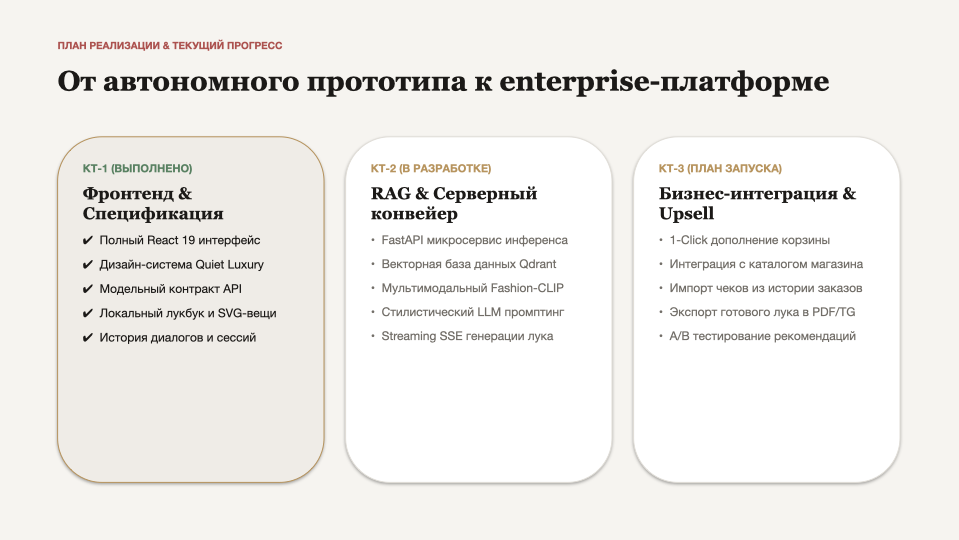 ПЛАН РЕАЛИЗАЦИИ & ТЕКУЩИЙ ПРОГРЕСС
От автономного прототипа к enterprise-платформе
КТ-1 (ВЫПОЛНЕНО)
Фронтенд &
Спецификация
✔ Полный React 19 интерфейс
✔ Дизайн-система Quiet Luxury
✔ Модельный контракт API
✔ Локальный лукбук и SVG-вещи
✔ История диалогов и сессий
КТ-2 (В РАЗРАБОТКЕ)
RAG & Серверный
конвейер
• FastAPI микросервис инференса
• Векторная база данных Qdrant
• Мультимодальный Fashion-CLIP
• Стилистический LLM промптинг
• Streaming SSE генерации лука
КТ-3 (ПЛАН ЗАПУСКА)
Бизнес-интеграция &
Upsell
• 1-Click дополнение корзины
• Интеграция с каталогом магазина
• Импорт чеков из истории заказов
• Экспорт готового лука в PDF/TG
• A/B тестирование рекомендаций